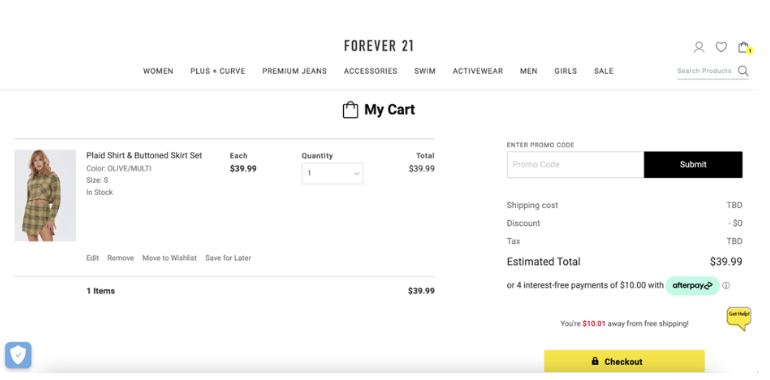 FOREVER 21
1
WOMEN PLUS + CURVE PREMIUM JEANS ACCESSORIES SWIM ACTIVEWEAR MEN GIRLS SALE
Search Products
My Cart
Plaid Shirt & Buttoned Skirt Set
Color: OLIVE/MULTI
Size: S
In Stock
Each
$39.99
Quantity
1
Total
$39.99
Edit Remove Move to Wishlist Save for Later
1 Items $39.99
ENTER PROMO CODE
Promo Code Submit
Shipping cost TBD
Discount - $0
Tax TBD
Estimated Total $39.99
or 4 interest-free payments of $10.00 with afterpay
You're $10.01 away from free shipping!
Get Help!
Checkout